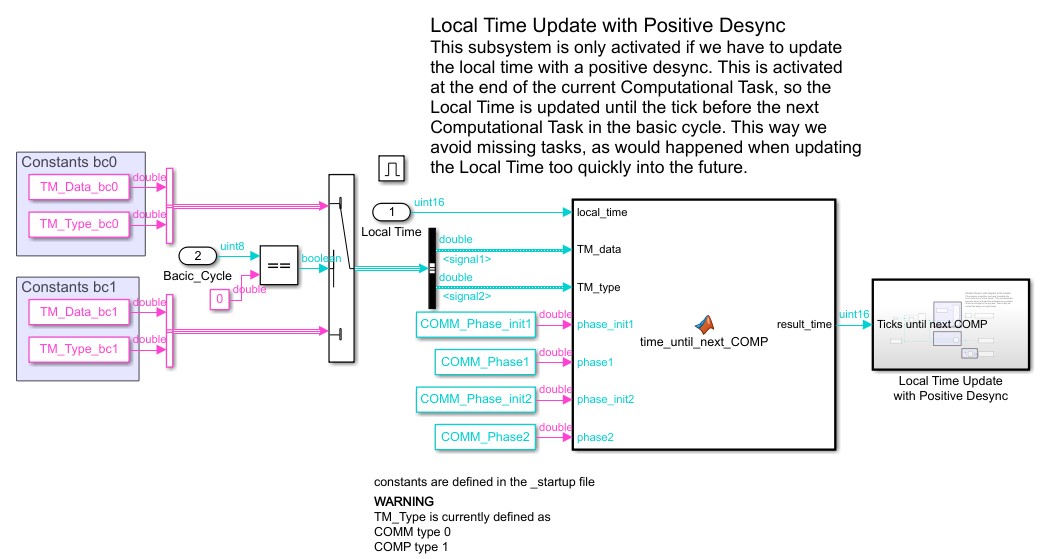 Local Time Update with Positive Desync
This subsystem is only activated if we have to update
the local time with a positive desync. This is activated
at the end of the current Computational Task, so the
Local Time is updated until the tick before the next
Computational Task in the basic cycle. This way we
avoid missing tasks, as would happened when updating
the Local Time too quickly into the future.
Constants bc0
TM_Data_bc0
double
TM_Type_bc0
double
2
Bacic_Cycle
uint8
0
double
==
boolean
Constants bc1
TM_Data_bc1
double
TM_Type_bc1
double
1
Local Time
uint16
double
<signal1>
double
<signal2>
COMM_Phase_init1
double
COMM_Phase1
double
COMM_Phase_init2
double
COMM_Phase2
double
local_time
TM_data
TM_type
phase_init1
phase1
phase_init2
phase2
time_until_next_COMP
result_time
uint16
Ticks until next COMP
Local Time Update
with Positive Desync
constants are defined in the _startup file
WARNING
TM_Type is currently defined as
COMM type 0
COMP type 1